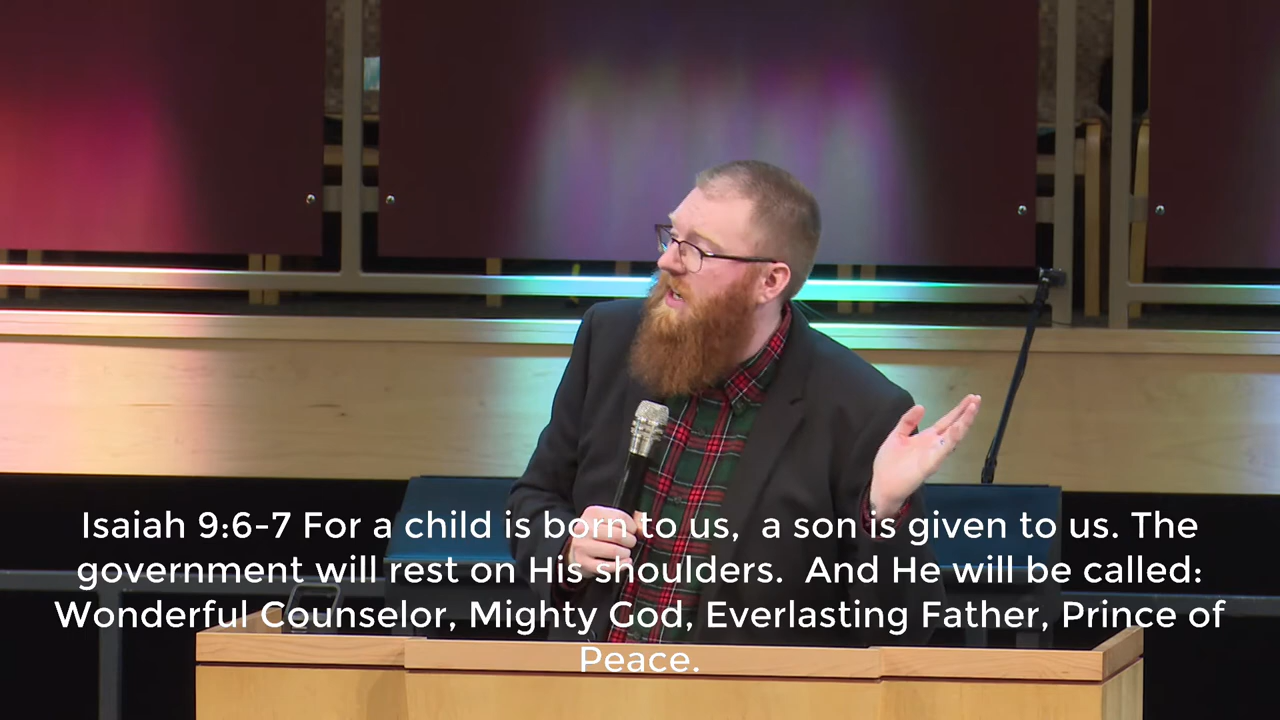 Isaiah 9:6-7 For a child is born to us,  a son is given to us. The
government will rest on His shoulders.  And He will be called:
Wonderful Counselor, Mighty God, Everlasting Father, Prince of
Peace.